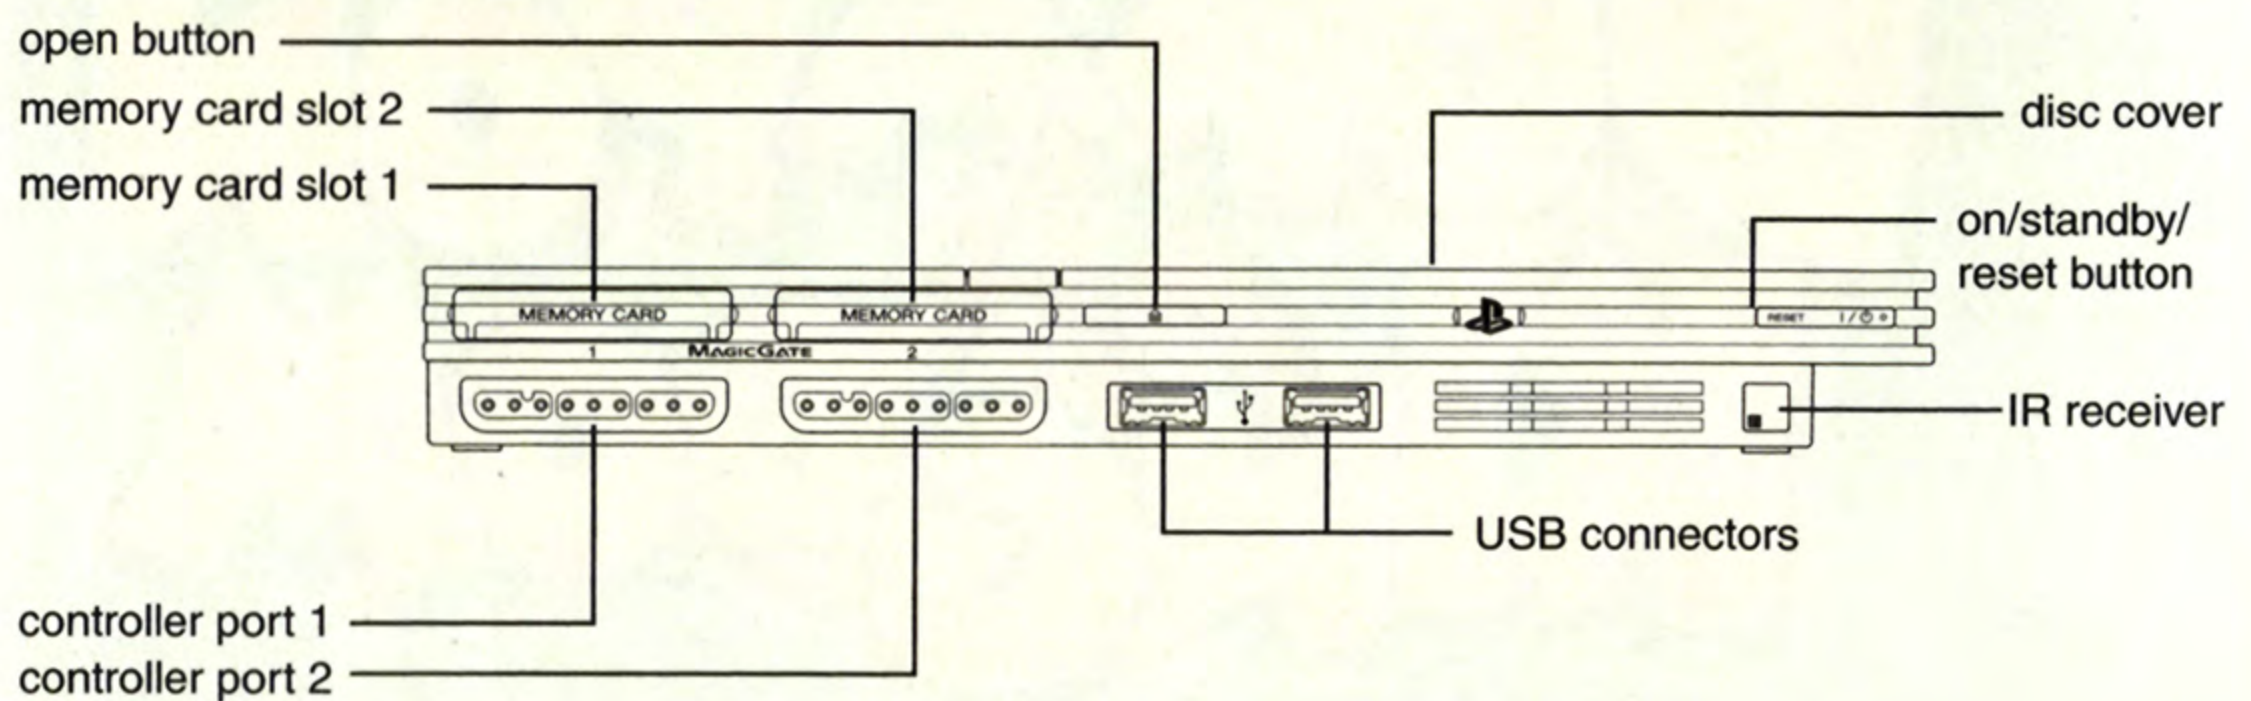 open button
memory card slot 2
memory card slot 1
disc cover
on/standby/
reset button
MEMORY CARD
MEMORY CARD
RESET
1
MAGICGATE
2
IR receiver
USB connectors
controller port 1
controller port 2